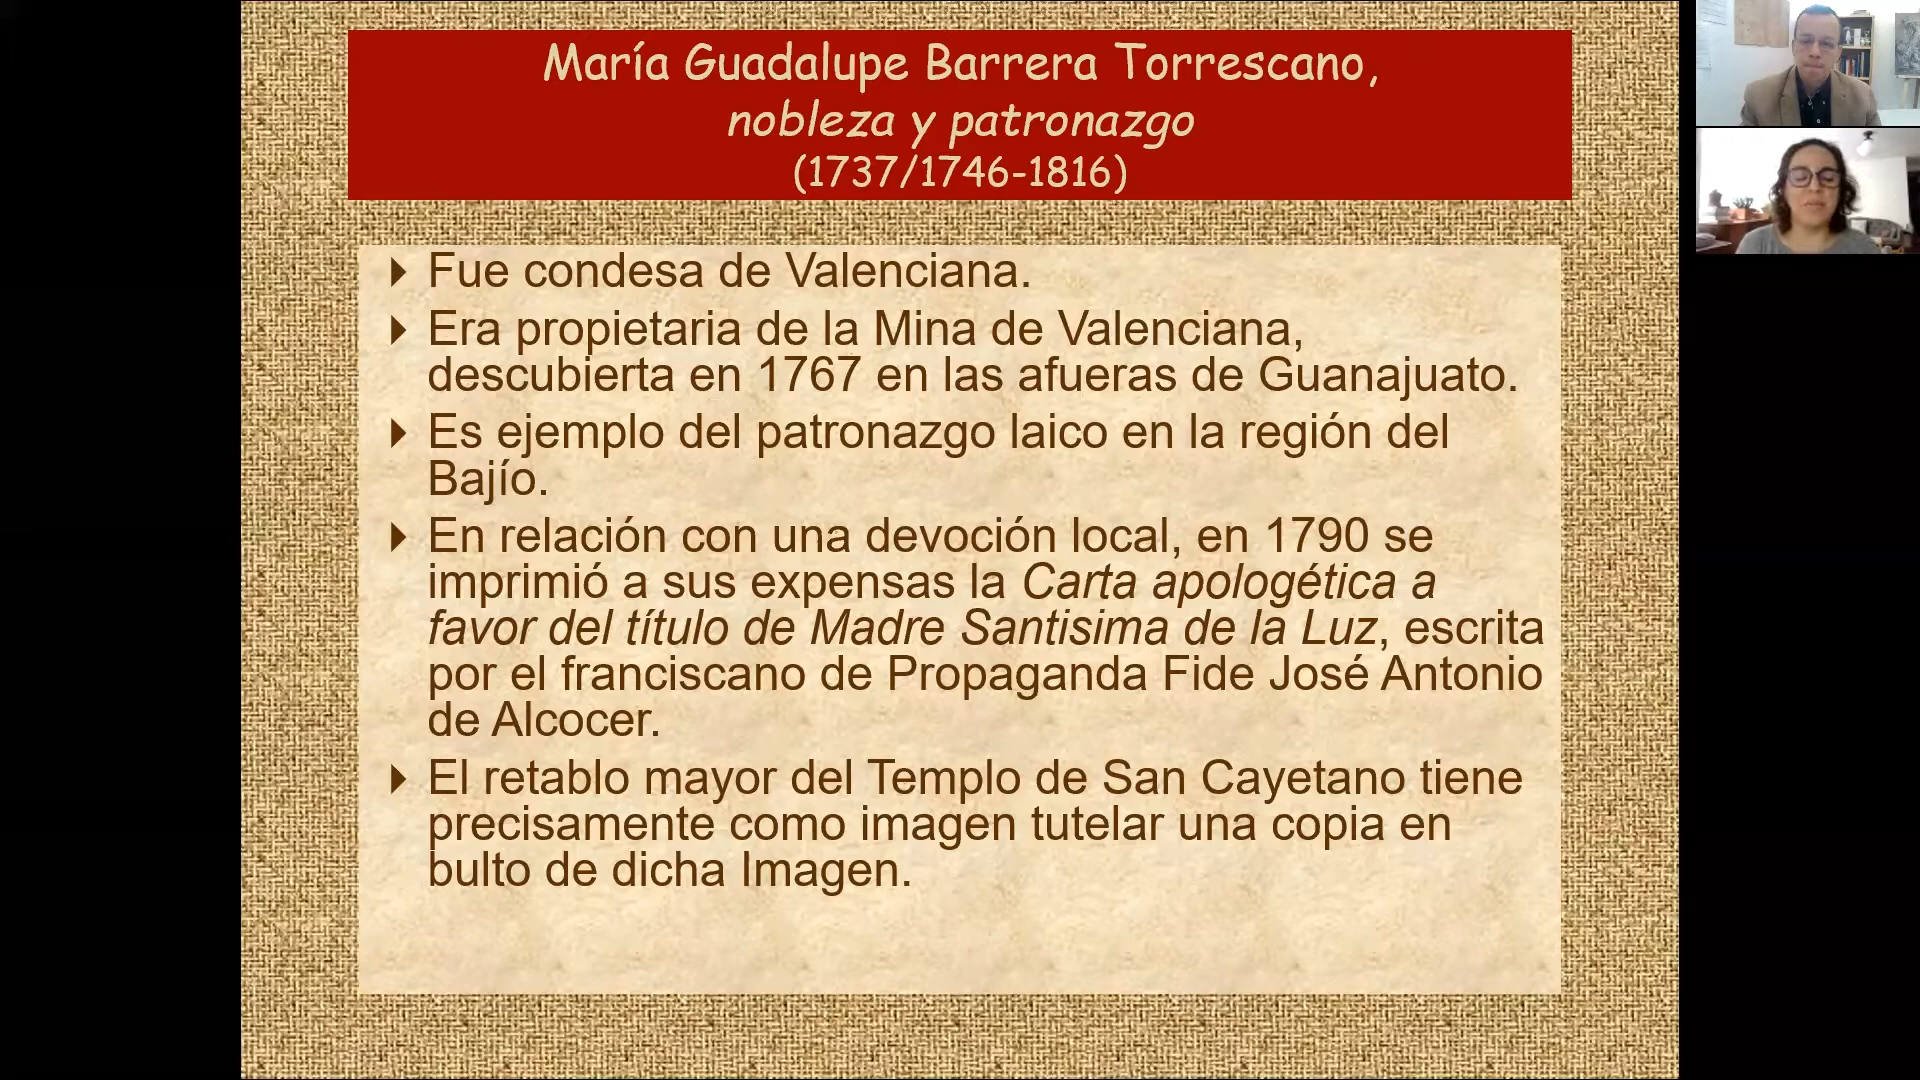 María Guadalupe Barrera Torrescano,
nobleza y patronazgo
(1737/1746-1816)
Fue condesa de Valenciana.
Era propietaria de la Mina de Valenciana,
descubierta en 1767 en las afueras de Guanajuato.
Es ejemplo del patronazgo laico en la región del
Bajío.
En relación con una devoción local, en 1790 se
imprimió a sus expensas la Carta apologética a
favor del título de Madre Santisima de la Luz, escrita
por el franciscano de Propaganda Fide José Antonio
de Alcocer.
El retablo mayor del Templo de San Cayetano tiene
precisamente como imagen tutelar una copia en
bulto de dicha Imagen.